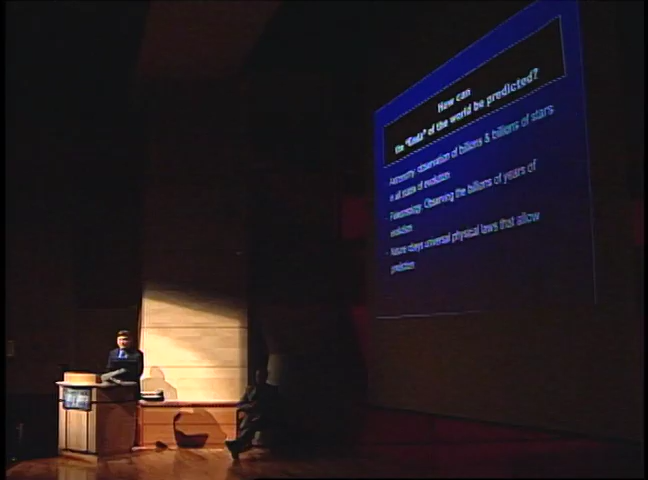 How can
the "Ends" of the world be predicted?
Astronomy: observation of billions & billions of stars
in all states of evolution
Paleontology: Observing the billions of years of
evolution
Nature obeys universal physical laws that allow
prediction